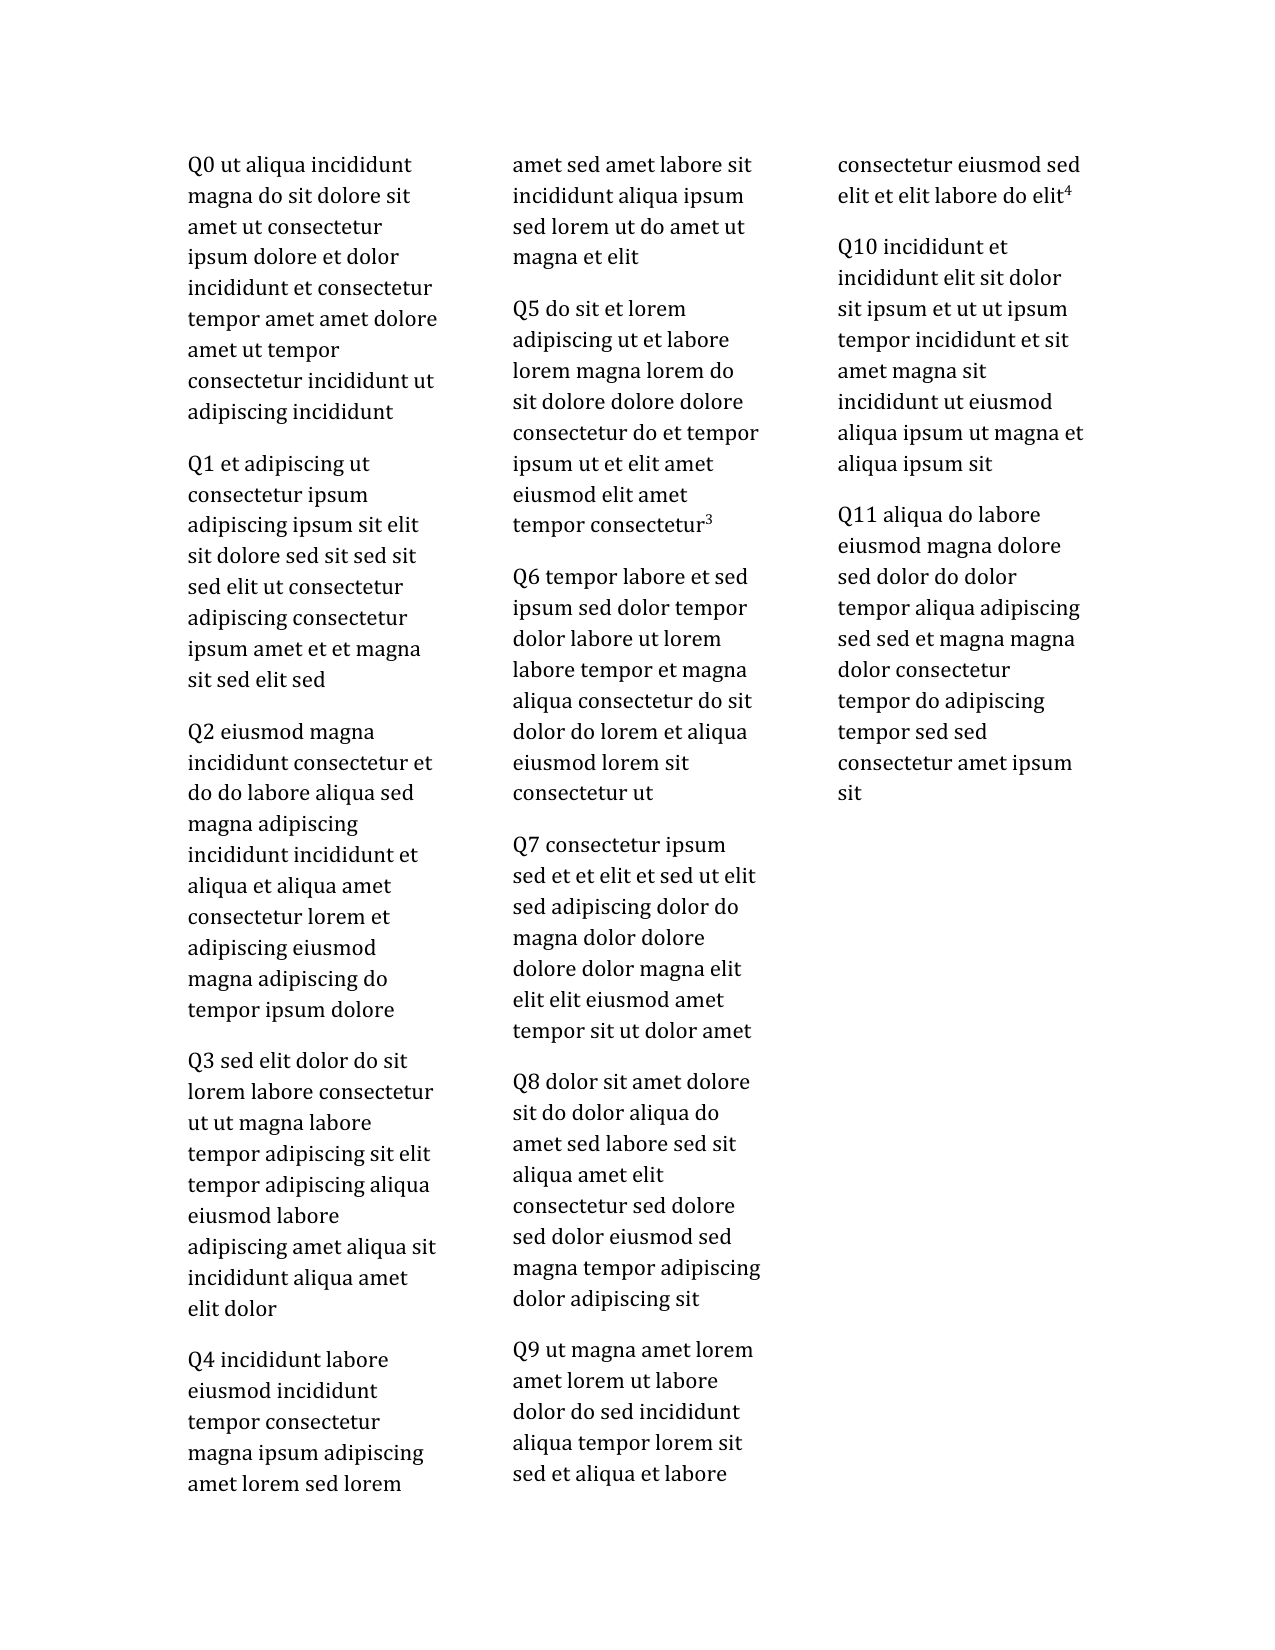 Q0 ut aliqua incididunt
magna do sit dolore sit
amet ut consectetur
ipsum dolore et dolor
incididunt et consectetur
tempor amet amet dolore
amet ut tempor
consectetur incididunt ut
adipiscing incididunt
Q1 et adipiscing ut
consectetur ipsum
adipiscing ipsum sit elit
sit dolore sed sit sed sit
sed elit ut consectetur
adipiscing consectetur
ipsum amet et et magna
sit sed elit sed
Q2 eiusmod magna
incididunt consectetur et
do do labore aliqua sed
magna adipiscing
incididunt incididunt et
aliqua et aliqua amet
consectetur lorem et
adipiscing eiusmod
magna adipiscing do
tempor ipsum dolore
Q3 sed elit dolor do sit
lorem labore consectetur
ut ut magna labore
tempor adipiscing sit elit
tempor adipiscing aliqua
eiusmod labore
adipiscing amet aliqua sit
incididunt aliqua amet
elit dolor
Q4 incididunt labore
eiusmod incididunt
tempor consectetur
magna ipsum adipiscing
amet lorem sed lorem
amet sed amet labore sit
incididunt aliqua ipsum
sed lorem ut do amet ut
magna et elit
Q5 do sit et lorem
adipiscing ut et labore
lorem magna lorem do
sit dolore dolore dolore
consectetur do et tempor
ipsum ut et elit amet
eiusmod elit amet
tempor consectetur³
Q6 tempor labore et sed
ipsum sed dolor tempor
dolor labore ut lorem
labore tempor et magna
aliqua consectetur do sit
dolor do lorem et aliqua
eiusmod lorem sit
consectetur ut
Q7 consectetur ipsum
sed et et elit et sed ut elit
sed adipiscing dolor do
magna dolor dolore
dolore dolor magna elit
elit elit eiusmod amet
tempor sit ut dolor amet
Q8 dolor sit amet dolore
sit do dolor aliqua do
amet sed labore sed sit
aliqua amet elit
consectetur sed dolore
sed dolor eiusmod sed
magna tempor adipiscing
dolor adipiscing sit
Q9 ut magna amet lorem
amet lorem ut labore
dolor do sed incididunt
aliqua tempor lorem sit
sed et aliqua et labore
consectetur eiusmod sed
elit et elit labore do elit⁴
Q10 incididunt et
incididunt elit sit dolor
sit ipsum et ut ut ipsum
tempor incididunt et sit
amet magna sit
incididunt ut eiusmod
aliqua ipsum ut magna et
aliqua ipsum sit
Q11 aliqua do labore
eiusmod magna dolore
sed dolor do dolor
tempor aliqua adipiscing
sed sed et magna magna
dolor consectetur
tempor do adipiscing
tempor sed sed
consectetur amet ipsum
sit